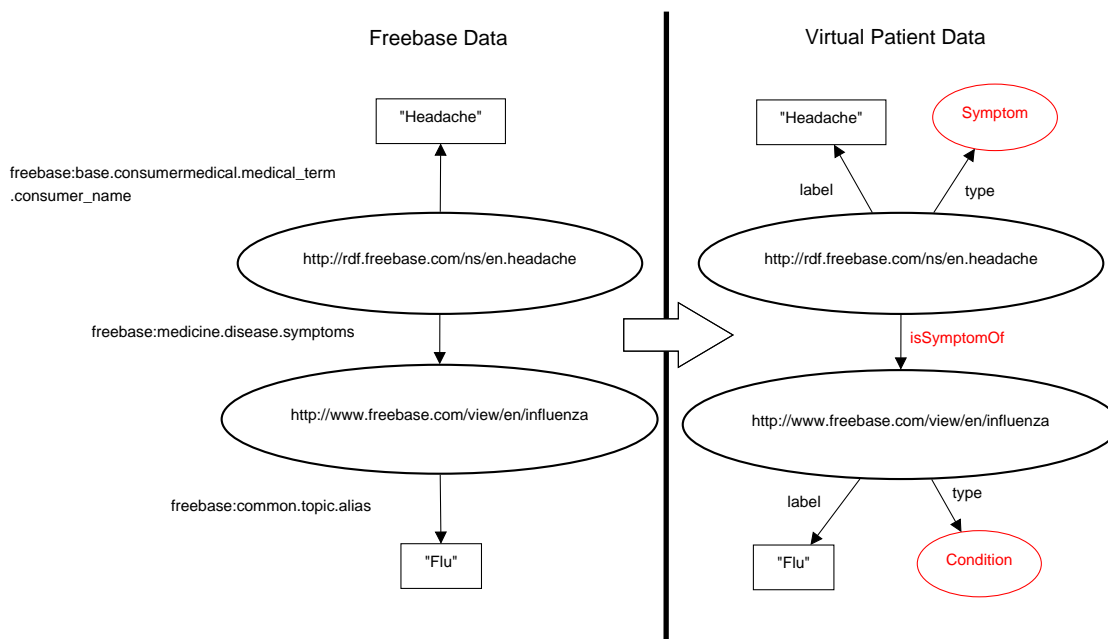 Freebase Data
"Headache"
freebase:base.consumermedical.medical_term
.consumer_name
http://rdf.freebase.com/ns/en.headache
freebase:medicine.disease.symptoms
http://www.freebase.com/view/en/influenza
freebase:common.topic.alias
"Flu"
Virtual Patient Data
"Headache"
Symptom
label
type
http://rdf.freebase.com/ns/en.headache
isSymptomOf
http://www.freebase.com/view/en/influenza
label
type
"Flu"
Condition